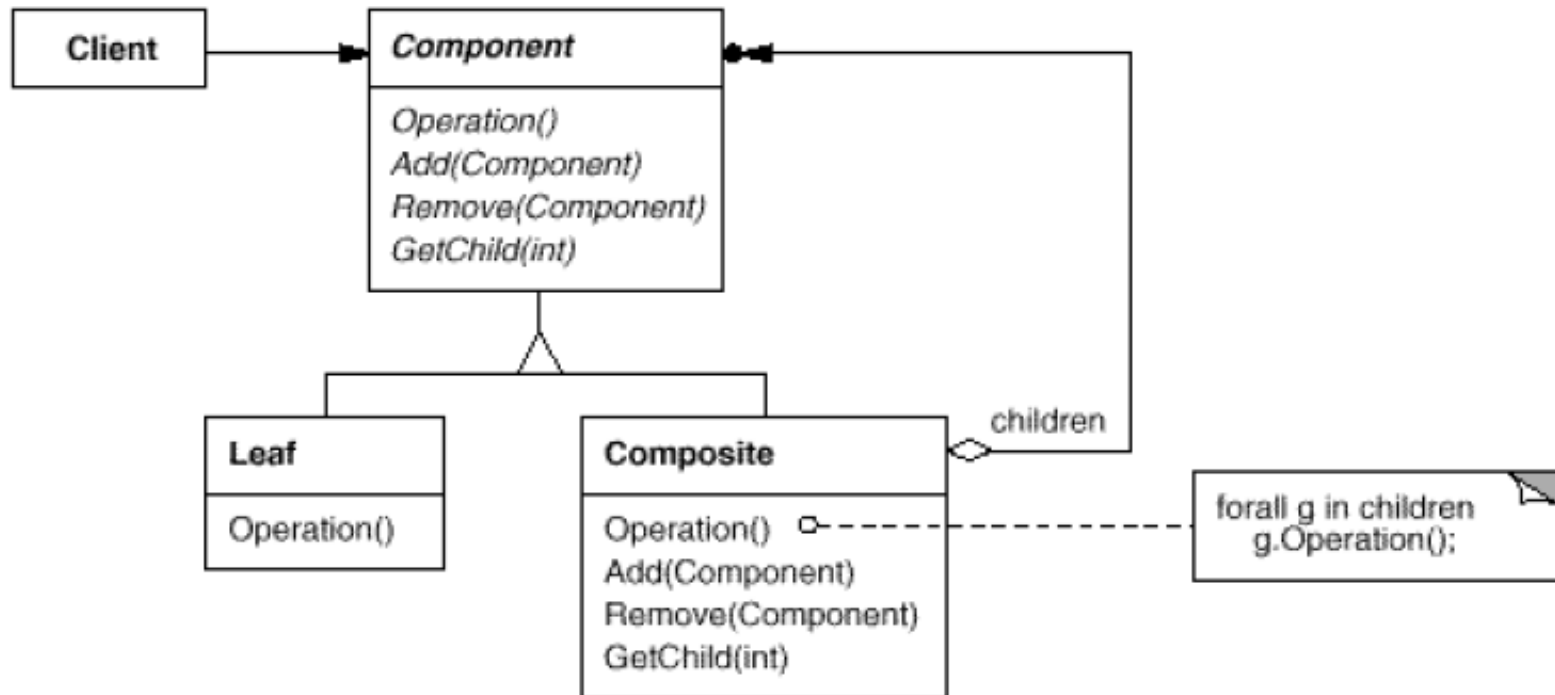 Client
Component
Operation()
Add(Component)
Remove(Component)
GetChild(int)
Leaf
Operation()
Composite
Operation()
Add(Component)
Remove(Component)
GetChild(int)
children
forall g in children
g.Operation();